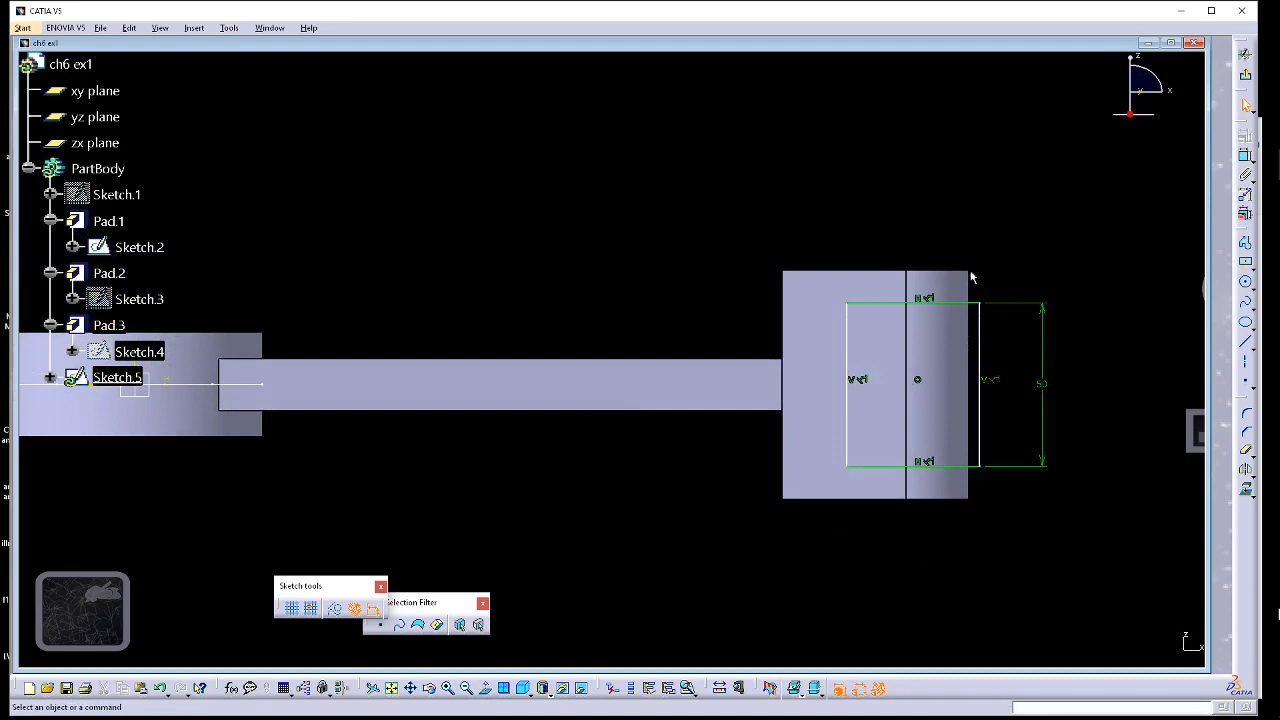 CATIA V5
Start ENOVIA V5 File Edit View Insert Tools Window Help
ch6 ex1
ch6 ex1
xy plane
yz plane
zx plane
PartBody
Sketch.1
Pad.1
Sketch.2
Pad.2
Sketch.3
Pad.3
Sketch.4
Sketch.5
z
y
x
H
V
V
50
H
Sketch tools
election Filter
z
x
CATIA
Select an object or a command